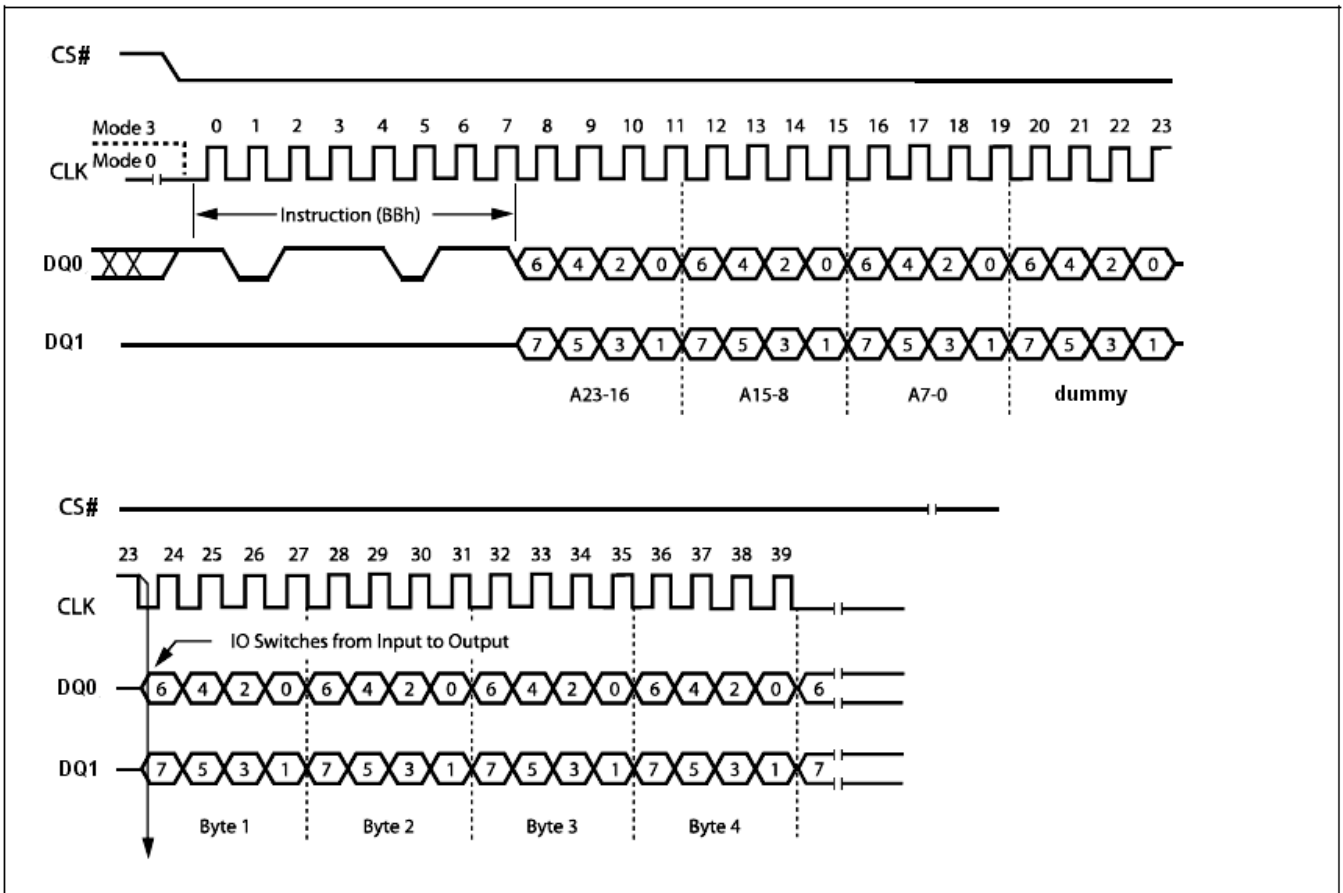 CS#
Mode 3
0 1 2 3 4 5 6 7 8 9 10 11 12 13 14 15 16 17 18 19 20 21 22 23
Mode 0
CLK
Instruction (BBh)
DQ0 6 4 2 0 6 4 2 0 6 4 2 0 6 4 2 0
DQ1 7 5 3 1 7 5 3 1 7 5 3 1 7 5 3 1
A23-16 A15-8 A7-0 dummy
CS#
23 24 25 26 27 28 29 30 31 32 33 34 35 36 37 38 39
CLK
IO Switches from Input to Output
DQ0 6 4 2 0 6 4 2 0 6 4 2 0 6 4 2 0 6
DQ1 7 5 3 1 7 5 3 1 7 5 3 1 7 5 3 1 7
Byte 1 Byte 2 Byte 3 Byte 4